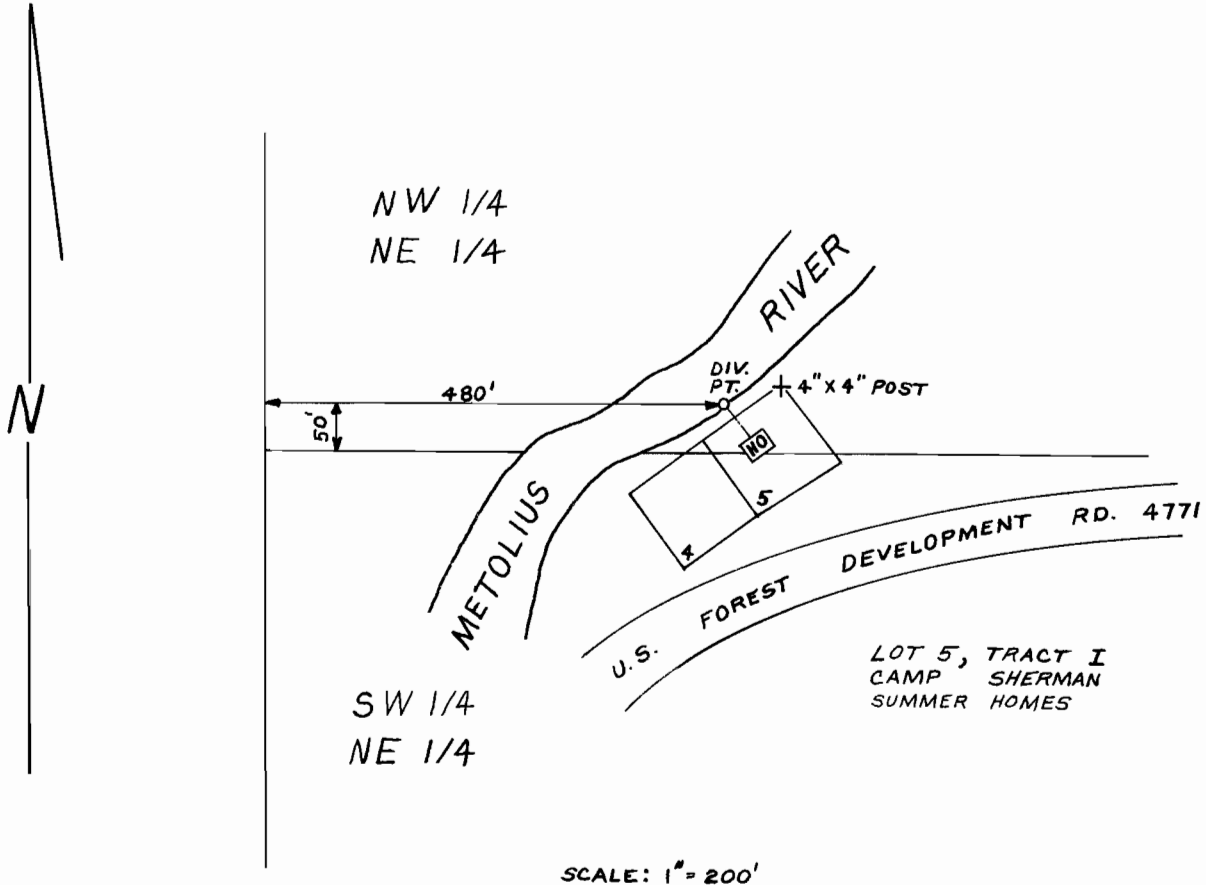 N
NW 1/4
NE 1/4
RIVER
DIV.
PT.
4" X 4" POST
480'
50'
NO
METOLIUS
5
4
U.S. FOREST DEVELOPMENT RD. 4771
LOT 5, TRACT I
CAMP SHERMAN
SUMMER HOMES
SW 1/4
NE 1/4
SCALE: 1" = 200'